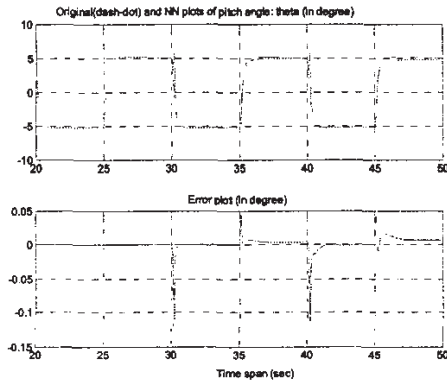 Original(dash-dot) and NN plots of pitch angle: theta (in degree)
10
5
0
-5
-10
20 25 30 35 40 45 50
Error plot (in degree)
0.05
0
-0.05
-0.1
-0.15
20 25 30 35 40 45 50
Time span (sec)